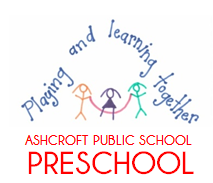 Playing and learning together
ASHCROFT PUBLIC SCHOOL
PRESCHOOL